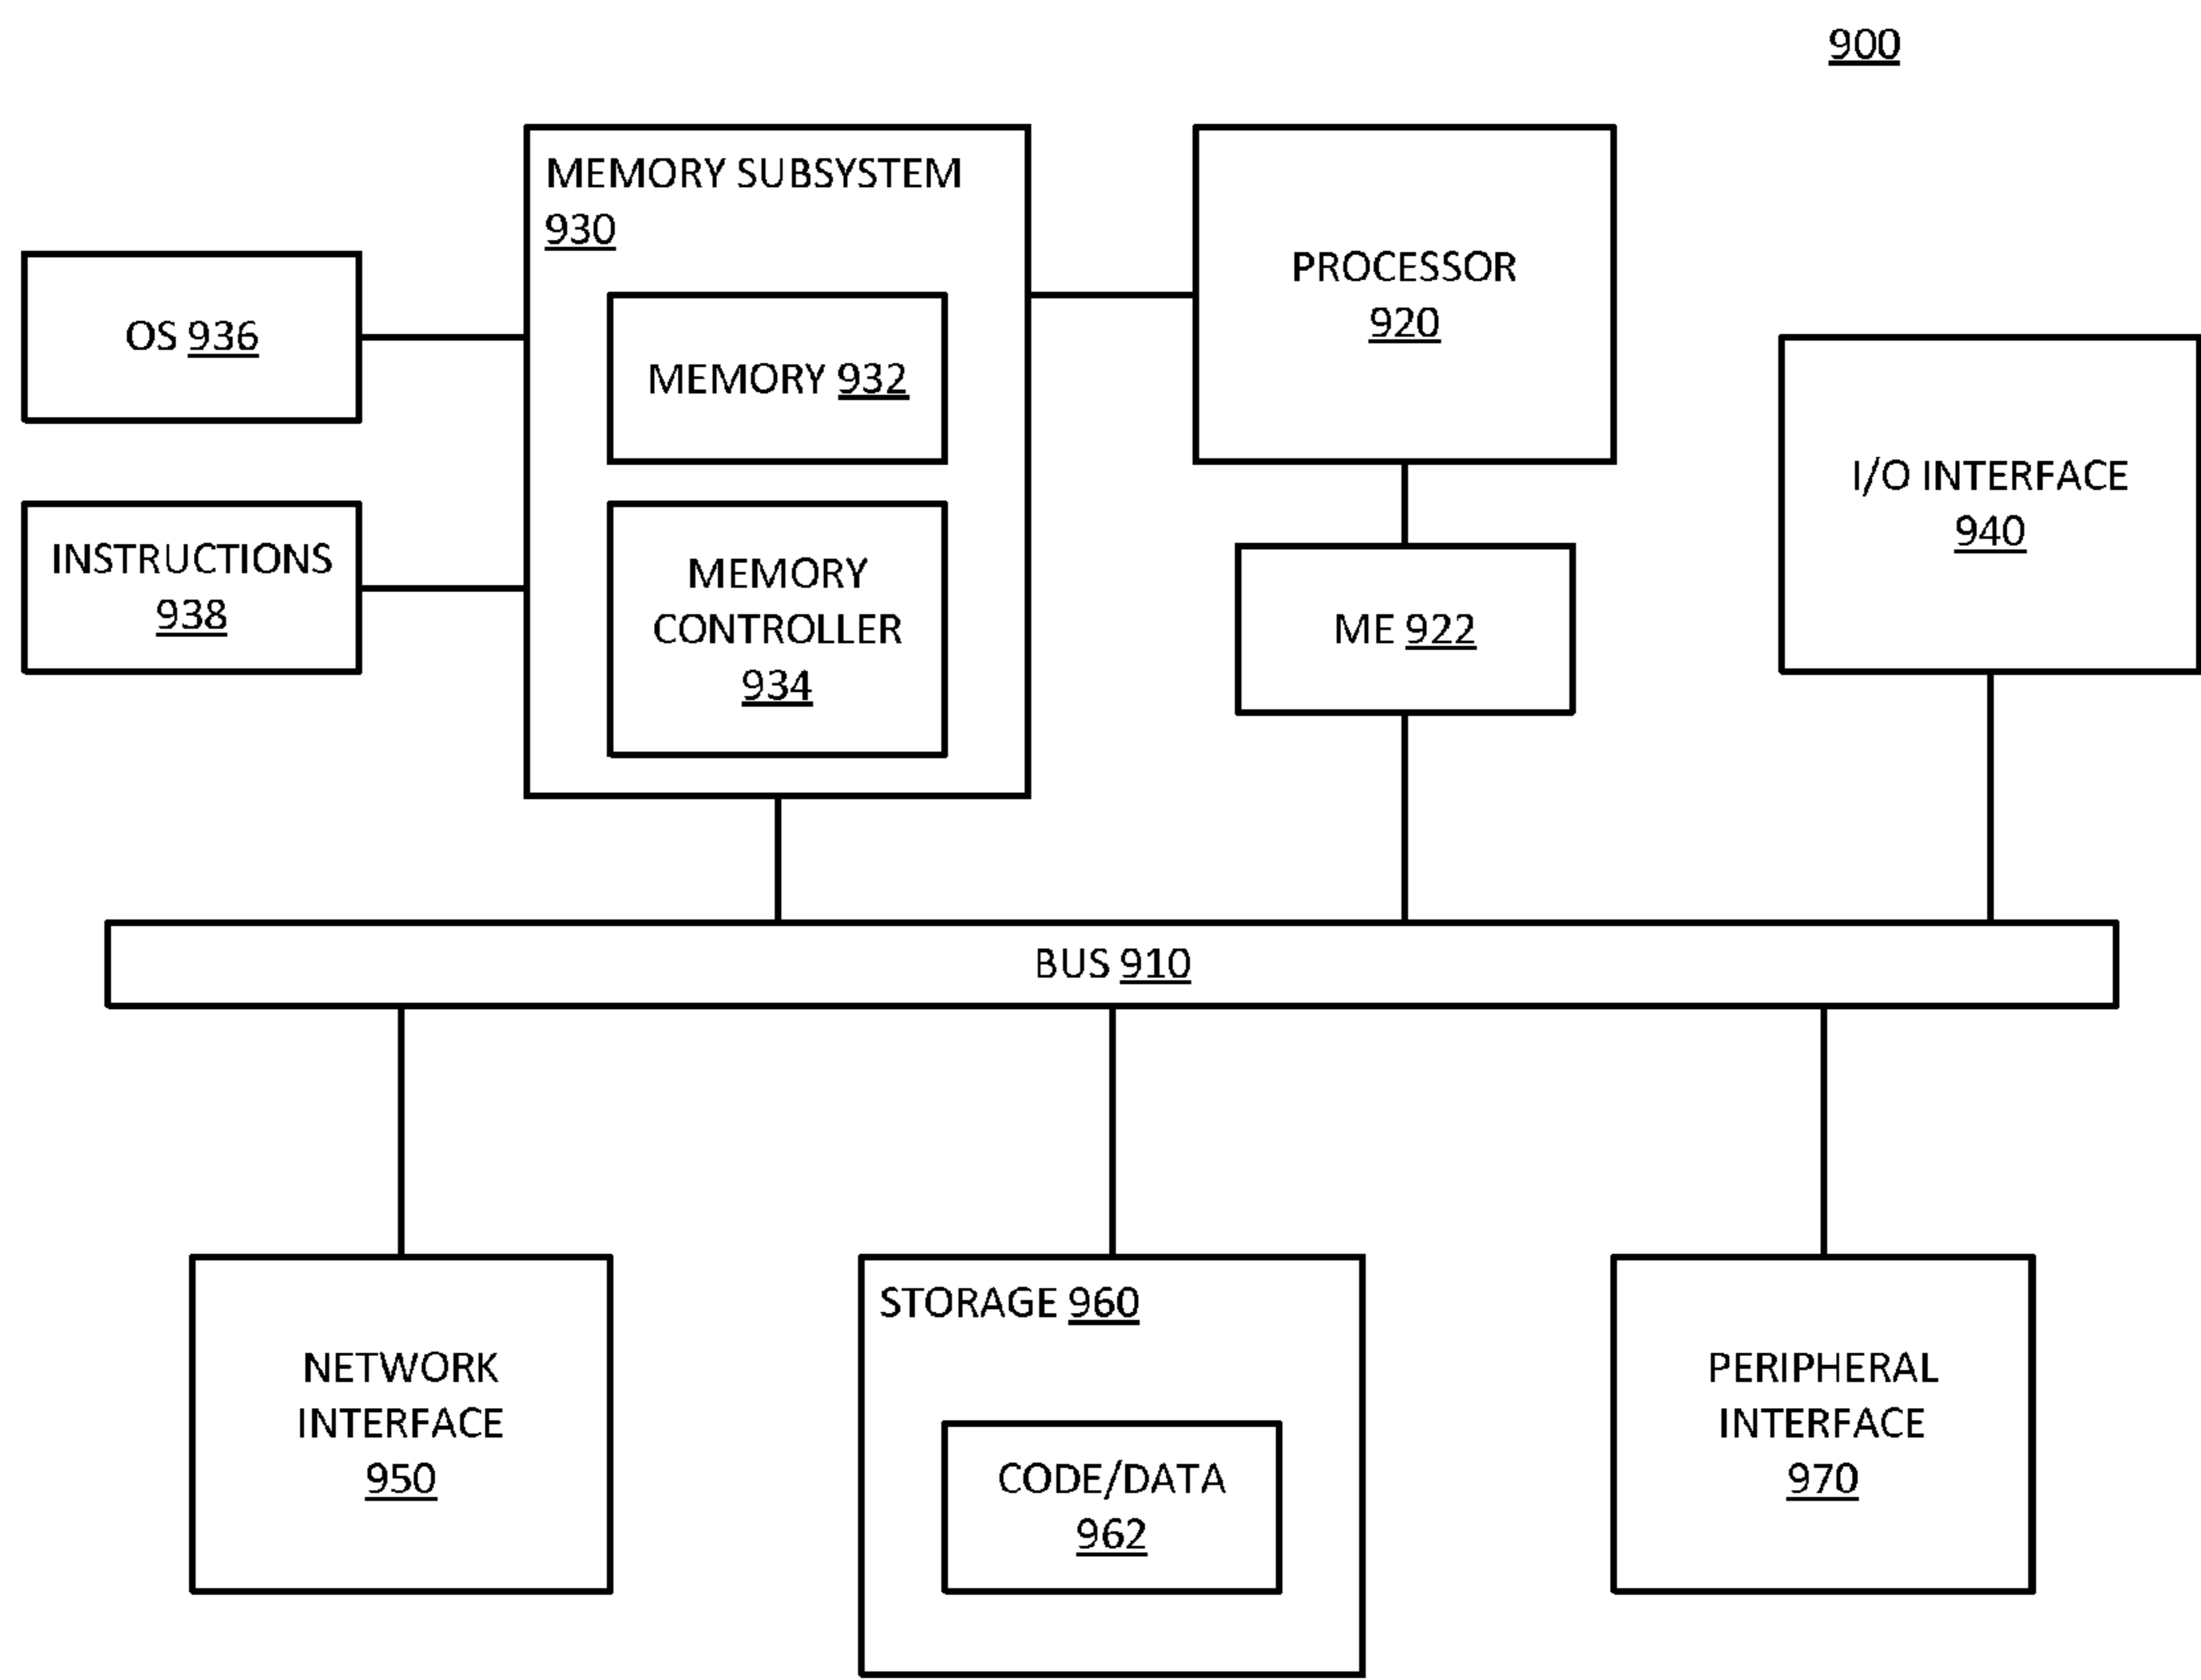 900
MEMORY SUBSYSTEM
930
PROCESSOR
920
OS 936
MEMORY 932
I/O INTERFACE
940
INSTRUCTIONS
938
MEMORY
CONTROLLER
934
ME 922
BUS 910
NETWORK
INTERFACE
950
STORAGE 960
CODE/DATA
962
PERIPHERAL
INTERFACE
970